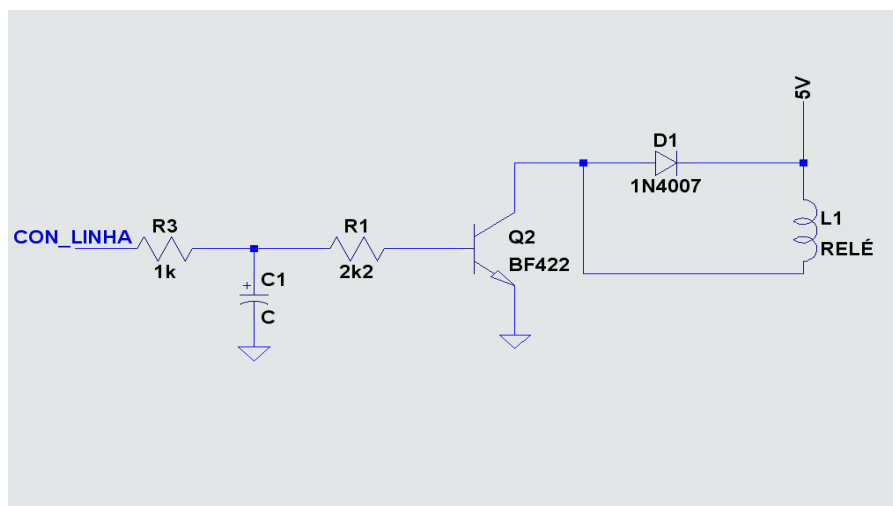 5V
D1
1N4007
CON_LINHA
R3
1k
R1
2k2
Q2
BF422
L1
RELÉ
+
C1
C